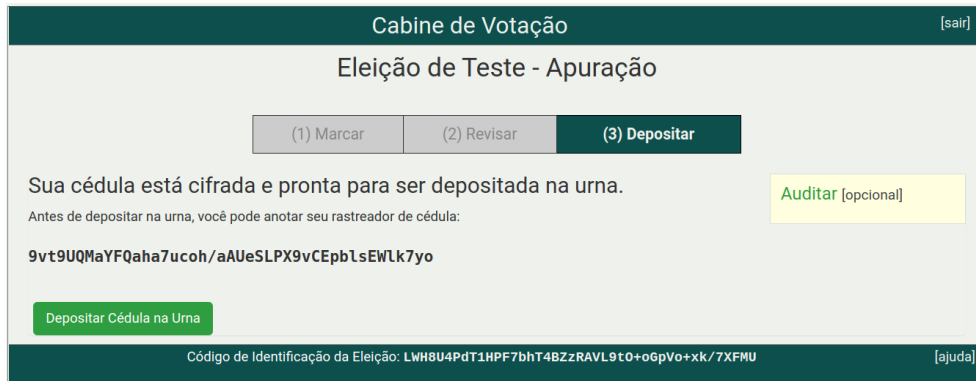 Cabine de Votação
[sair]
Eleição de Teste - Apuração
(1) Marcar
(2) Revisar
(3) Depositar
Sua cédula está cifrada e pronta para ser depositada na urna.
Auditar [opcional]
Antes de depositar na urna, você pode anotar seu rastreador de cédula:
9vt9UQMaYFQaha7ucoh/aAUeSLPX9vCEpblsEWlk7yo
Depositar Cédula na Urna
Código de Identificação da Eleição: LWH8U4PdT1HPF7bhT4BZzRAVL9tO+oGpVo+xk/7XFMU
[ajuda]